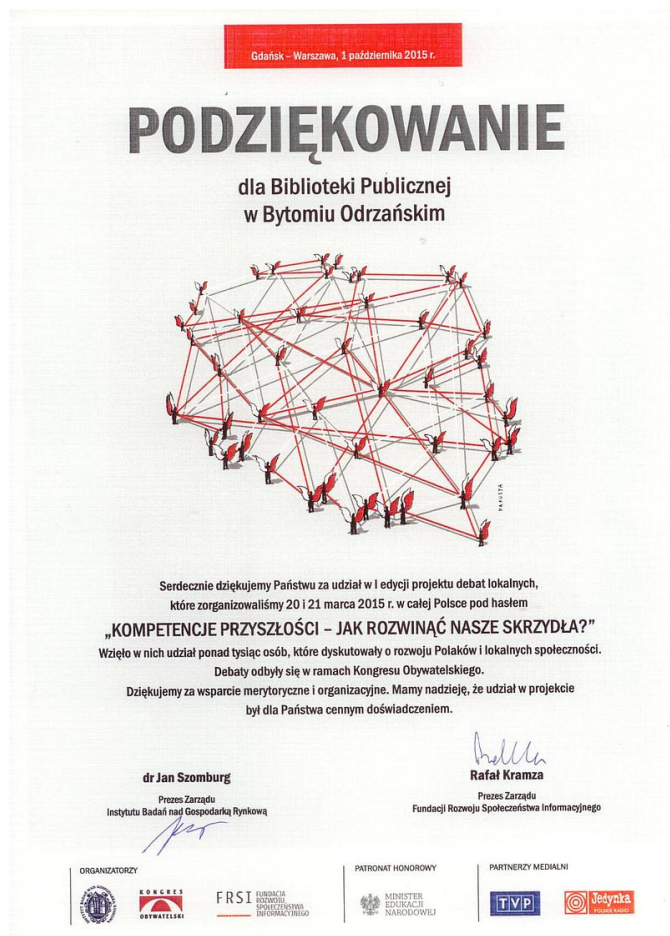 Gdańsk – Warszawa, 1 października 2015 r.
PODZIĘKOWANIE
dla Biblioteki Publicznej
w Bytomiu Odrzańskim
PAPUSZA
Serdecznie dziękujemy Państwu za udział w I edycji projektu debat lokalnych,
które zorganizowaliśmy 20 i 21 marca 2015 r. w całej Polsce pod hasłem
„KOMPETENCJE PRZYSZŁOŚCI – JAK ROZWINĄĆ NASZE SKRZYDŁA?”
Wzięło w nich udział ponad tysiąc osób, które dyskutowały o rozwoju Polaków i lokalnych społeczności.
Debaty odbyły się w ramach Kongresu Obywatelskiego.
Dziękujemy za wsparcie merytoryczne i organizacyjne. Mamy nadzieję, że udział w projekcie
był dla Państwa cennym doświadczeniem.
dr Jan Szomburg
Prezes Zarządu
Instytutu Badań nad Gospodarką Rynkową
Rafał Kramza
Prezes Zarządu
Fundacji Rozwoju Społeczeństwa Informacyjnego
ORGANIZATORZY
KONGRES
OBYWATELSKI
FRSI
FUNDACJA
ROZWOJU
SPOŁECZEŃSTWA
INFORMACYJNEGO
PATRONAT HONOROWY
MINISTER
EDUKACJI
NARODOWEJ
PARTNERZY MEDIALNI
TVP
Jedynka
POLSKIE RADIO